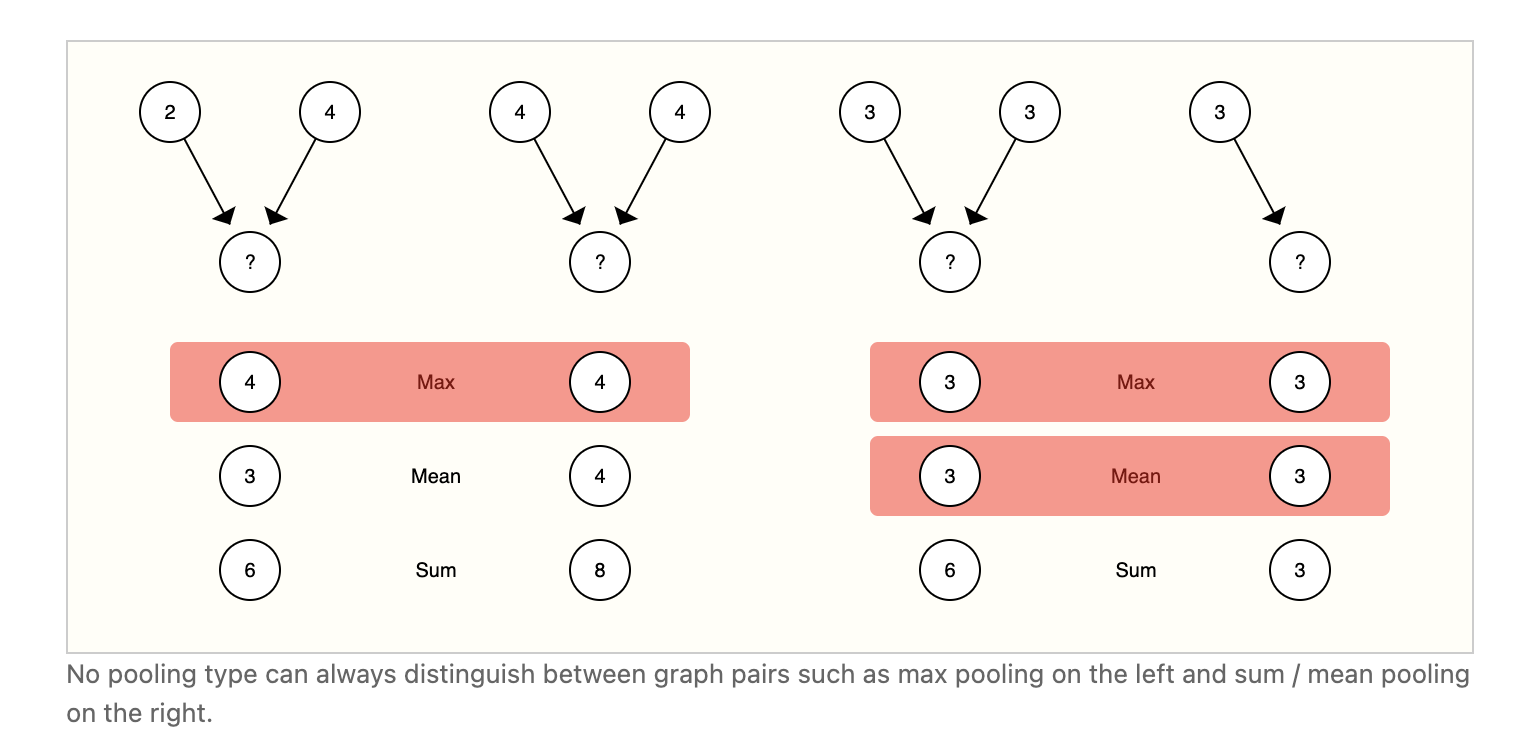 2 4 4 4 3 3 3
? ? ? ?
4 Max 4 3 Max 3
3 Mean 4 3 Mean 3
6 Sum 8 6 Sum 3
No pooling type can always distinguish between graph pairs such as max pooling on the left and sum / mean pooling
on the right.